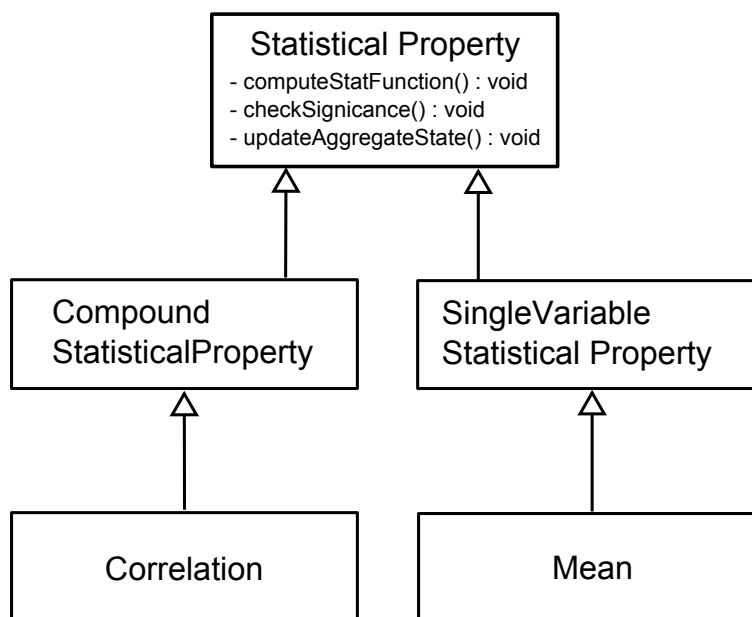 Statistical Property
- computeStatFunction() : void
- checkSignicance() : void
- updateAggregateState() : void
Compound
StatisticalProperty
SingleVariable
Statistical Property
Correlation
Mean